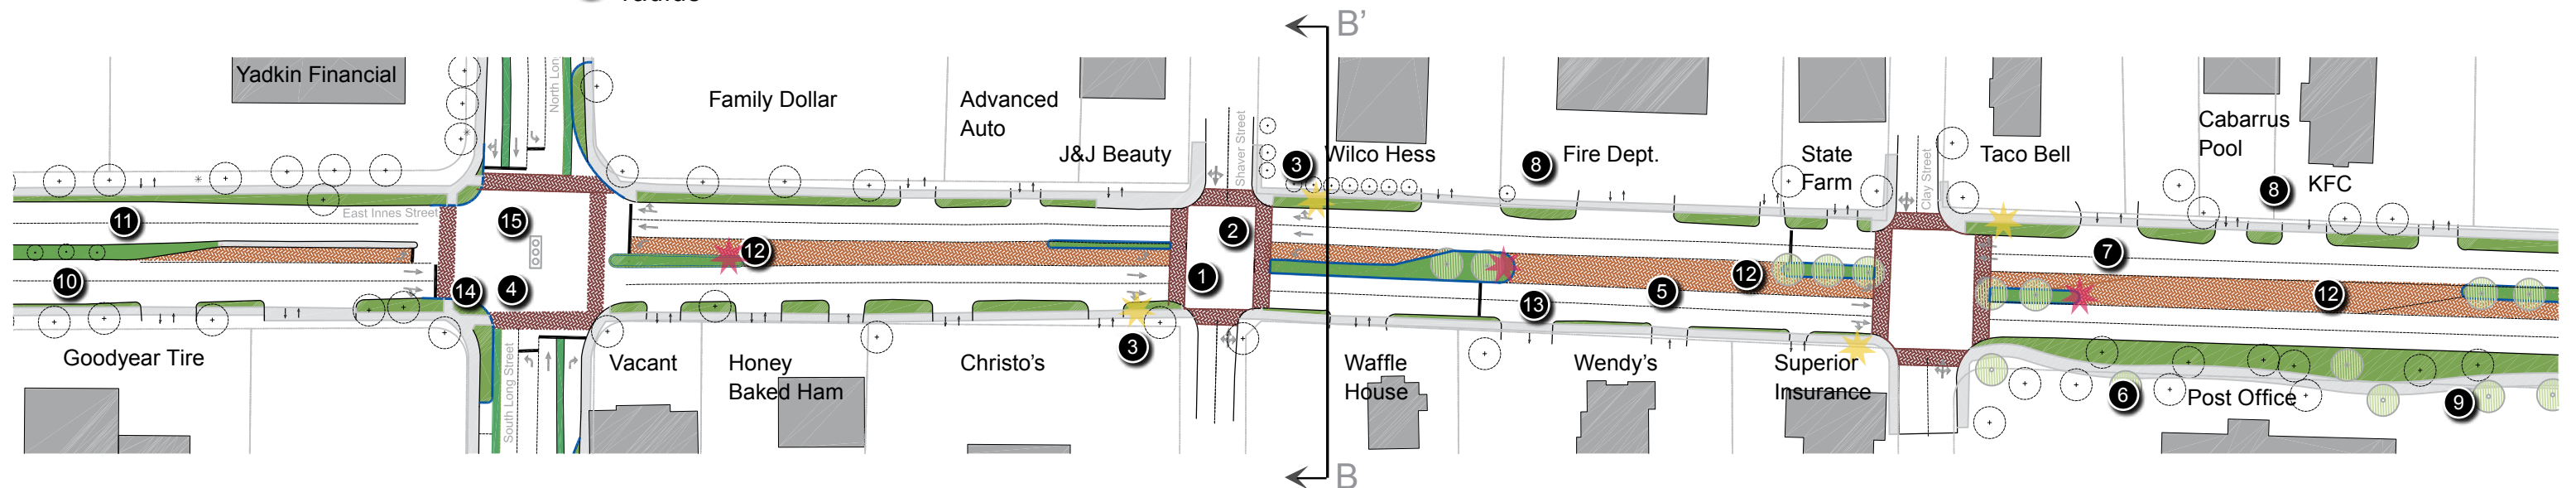 radius
B'
Yadkin Financial
North Lon
Family Dollar
Advanced
Auto
J&J Beauty
Shaver Street
3
Wilco Hess
8
Fire Dept.
State
Farm
Clay Street
Taco Bell
Cabarrus
Pool
8
KFC
11
East Innes Street
15
12
2
7
10
14
4
1
13
5
12
12
Goodyear Tire
South Long Street
Vacant
Honey
Baked Ham
Christo's
3
Waffle
House
Wendy's
Superior
Insurance
6
Post Office
9
B